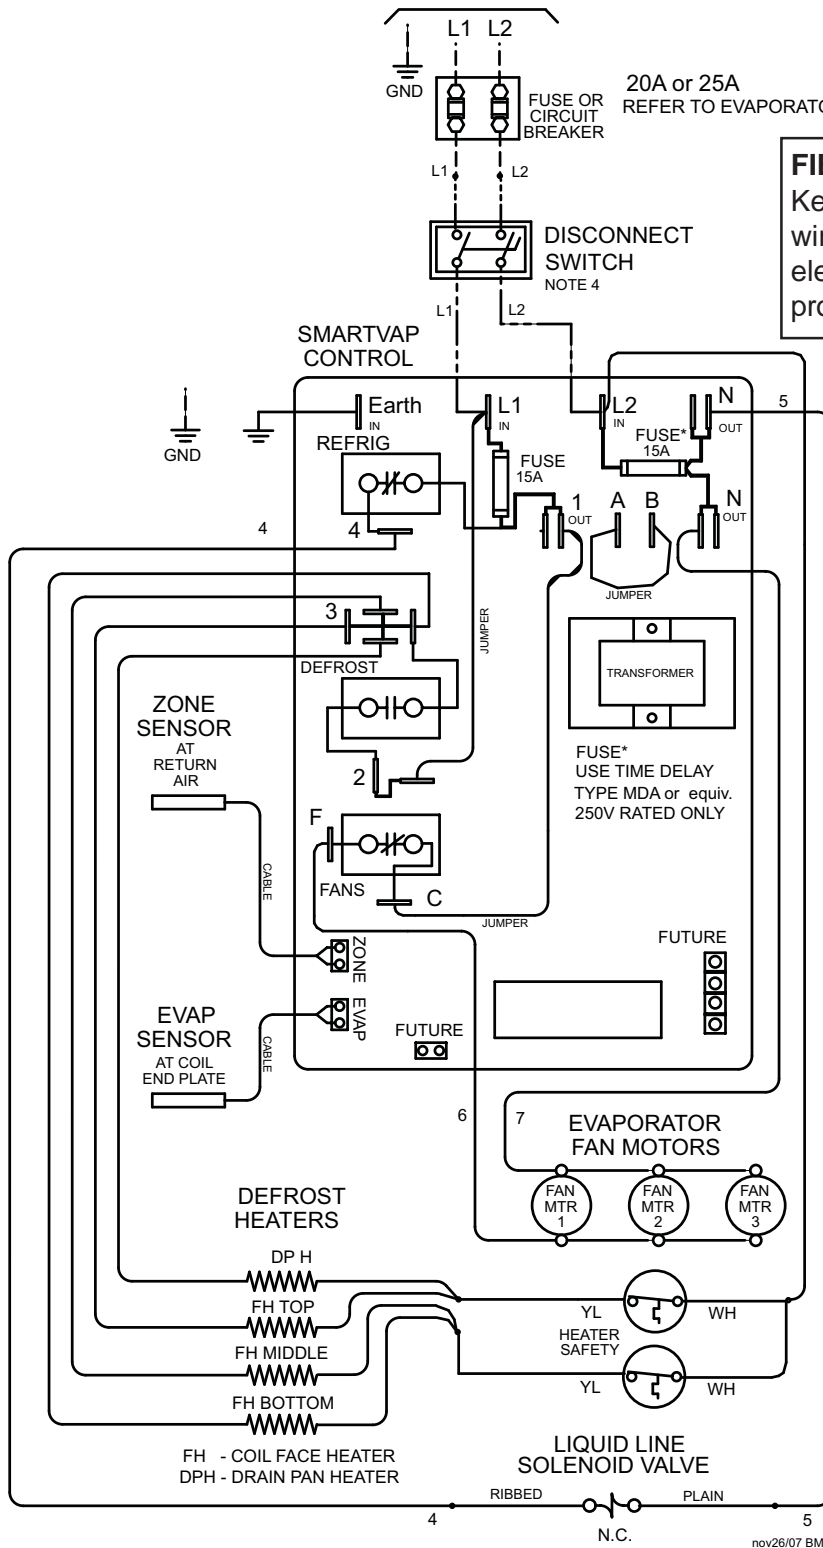 L1 L2
GND
FUSE OR
CIRCUIT
BREAKER
20A or 25A
REFER TO
L1 L2
DISCONNECT
SWITCH
NOTE 4
L1 L2
SMARTVAP
CONTROL
GND
Earth
IN
L1
IN
L2
IN
N
OUT
5
REFRIG
FUSE
15A
FUSE*
15A
4
4
1
OUT
A
B
N
OUT
JUMPER
JUMPER
3
DEFROST
TRANSFORMER
ZONE
SENSOR
AT
RETURN
AIR
2
FUSE*
USE TIME DELAY
TYPE MDA or equiv.
250V RATED ONLY
F
FANS
C
JUMPER
CABLE
ZONE
FUTURE
EVAP
SENSOR
AT COIL
END PLATE
CABLE
EVAP
FUTURE
6
7
EVAPORATOR
FAN MOTORS
FAN
MTR
1
FAN
MTR
2
FAN
MTR
3
DEFROST
HEATERS
DP H
FH TOP
FH MIDDLE
FH BOTTOM
YL
WH
HEATER
SAFETY
YL
WH
FH - COIL FACE HEATER
DPH - DRAIN PAN HEATER
LIQUID LINE
SOLENOID VALVE
RIBBED
PLAIN
4
N.C.
5
nov26/07 BM